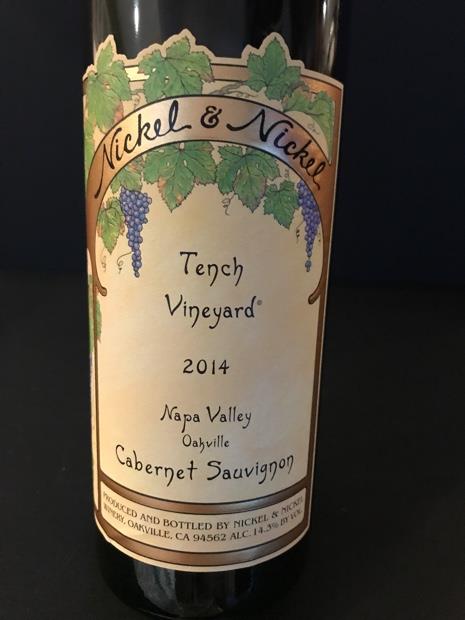 Nickel & Nickel
Tench
Vineyard®
2014
Napa Valley
Oakville
Cabernet Sauvignon
PRODUCED AND BOTTLED BY NICKEL & NICKEL
WINERY, OAKVILLE, CA 94562 ALC. 14.5% BY VOL.